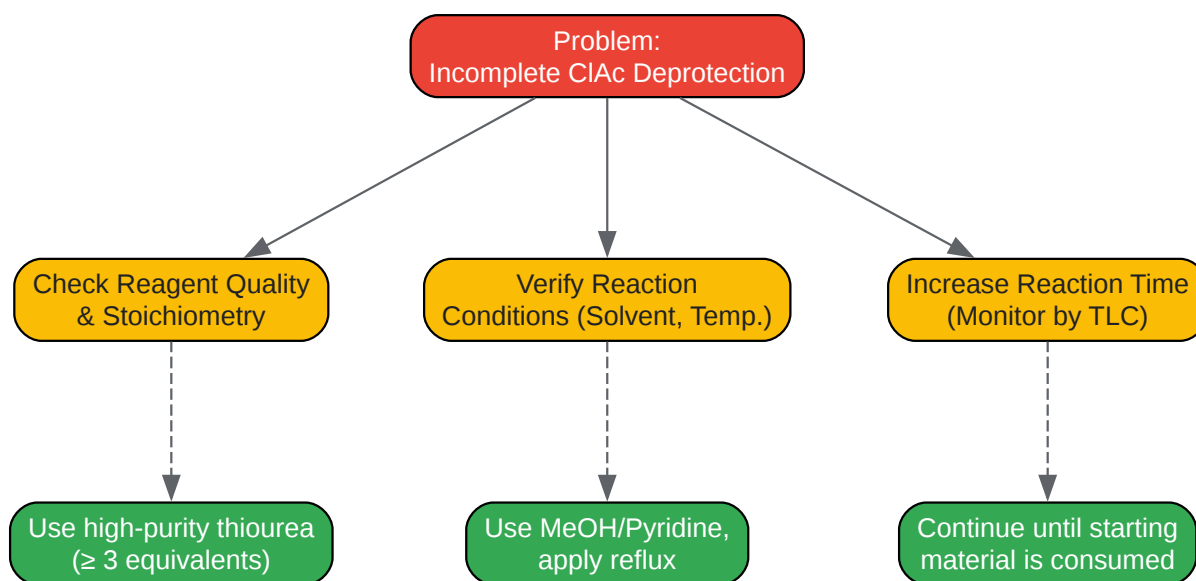 Problem:
Incomplete ClAc Deprotection
Check Reagent Quality
& Stoichiometry
Verify Reaction
Conditions (Solvent, Temp.)
Increase Reaction Time
(Monitor by TLC)
Use high-purity thiourea
(≥ 3 equivalents)
Use MeOH/Pyridine,
apply reflux
Continue until starting
material is consumed